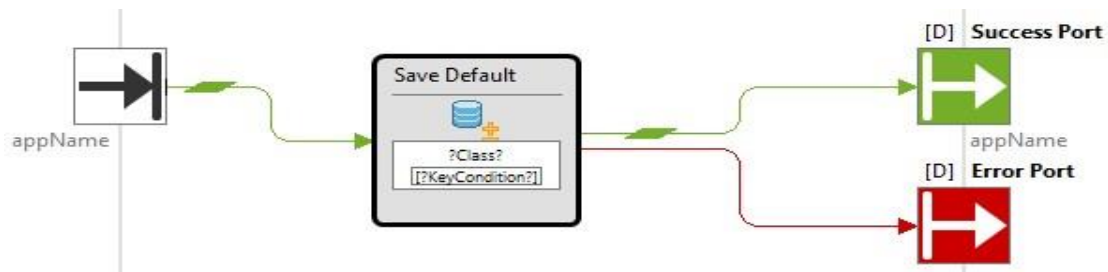 [D] Success Port
Save Default
appName
?Class?
[?KeyCondition?]
appName
[D] Error Port